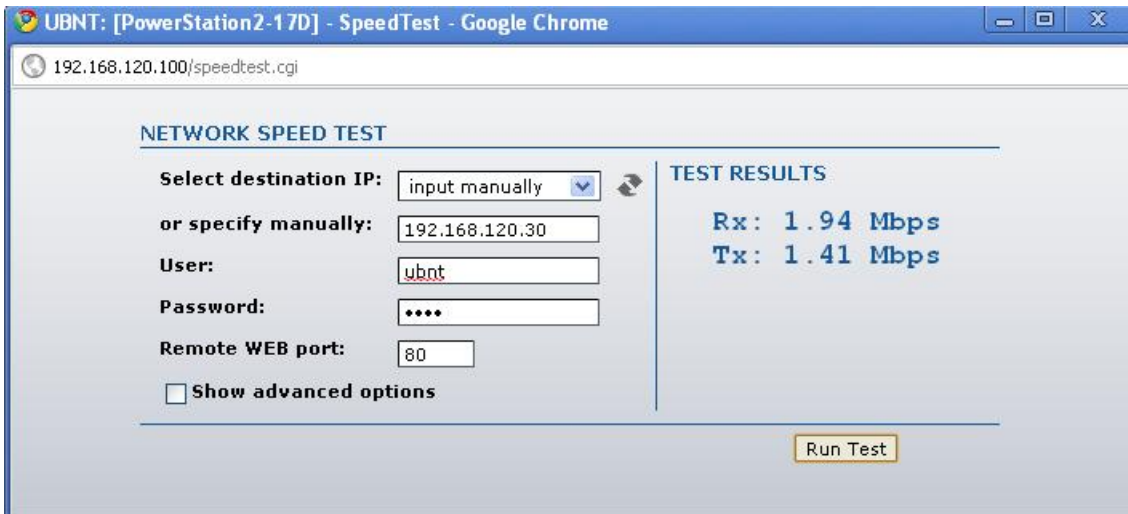 UBNT: [PowerStation2-17D] - SpeedTest - Google Chrome
192.168.120.100/speedtest.cgi
NETWORK SPEED TEST
Select destination IP: input manually
or specify manually: 192.168.120.30
User: ubnt
Password: ••••
Remote WEB port: 80
Show advanced options
TEST RESULTS
Rx: 1.94 Mbps
Tx: 1.41 Mbps
Run Test